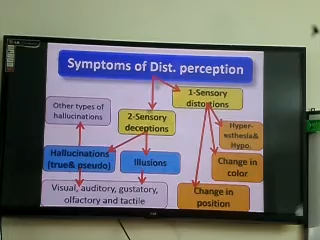 Symptoms of Dist. perception
1-Sensory
distortions
Other types of
hallucinations
2-Sensory
deceptions
Hyper-
esthesia&
Hypo.
Hallucinations
(true& pseudo)
Illusions
Change in
color
Visual, auditory, gustatory,
olfactory and tactile
Change in
position